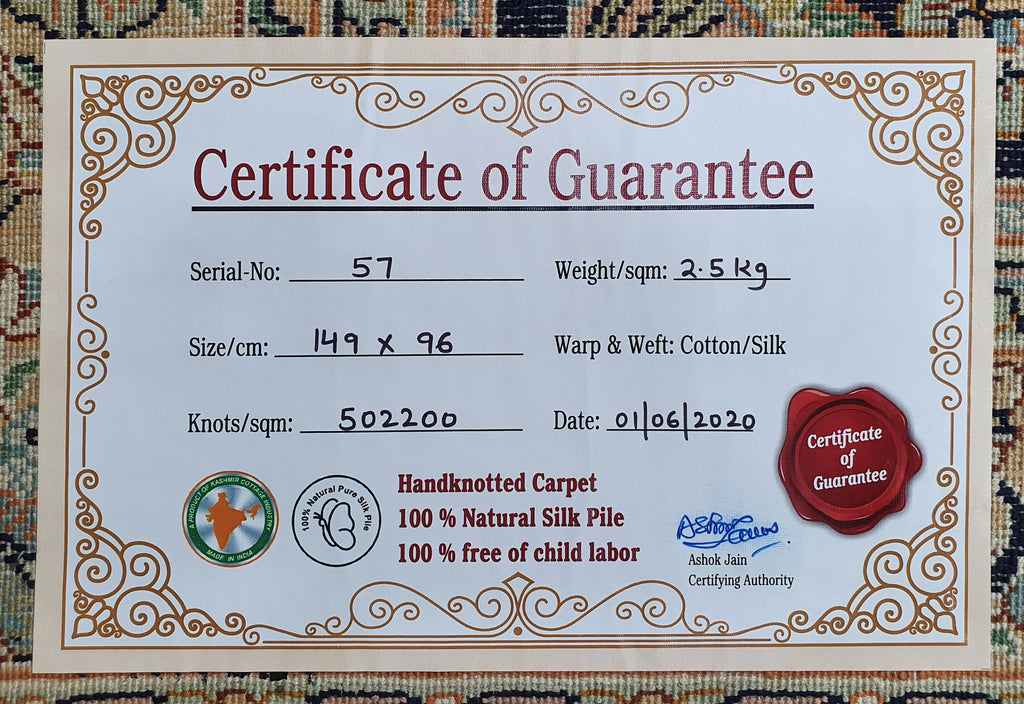 Certificate of Guarantee
Serial-No: 57
Weight/sqm: 2.5 kg
Size/cm: 149 x 96
Warp & Weft: Cotton/Silk
Knots/sqm: 502200
Date: 01/06/2020
Certificate
of
Guarantee
A PRODUCT OF KASHMIR COTTAGE INDUSTRY
MADE IN INDIA
100% Natural Pure Silk Pile
Handknotted Carpet
100 % Natural Silk Pile
100 % free of child labor
Ashok Jain
Certifying Authority